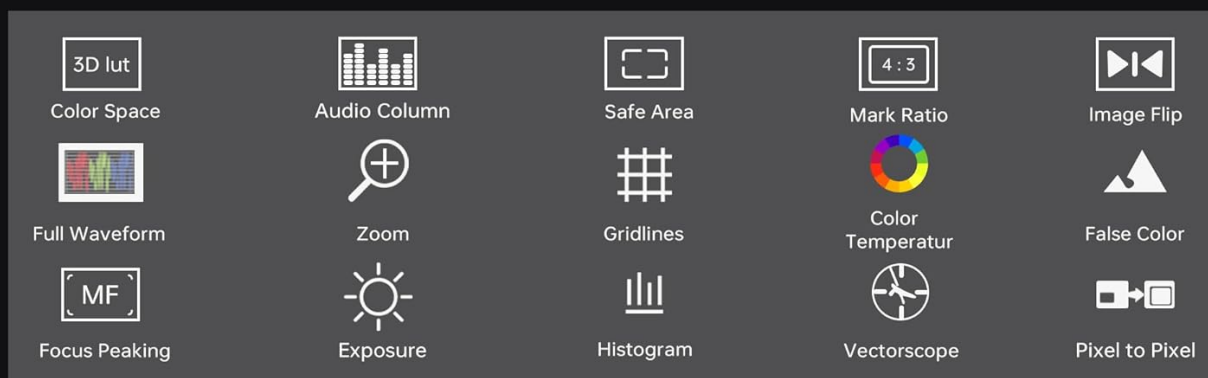 3D lut
4:3
Color Space
Audio Column
Safe Area
Mark Ratio
Image Flip
Full Waveform
Zoom
Gridlines
Color
Temperatur
False Color
MF
Focus Peaking
Exposure
Histogram
Vectorscope
Pixel to Pixel